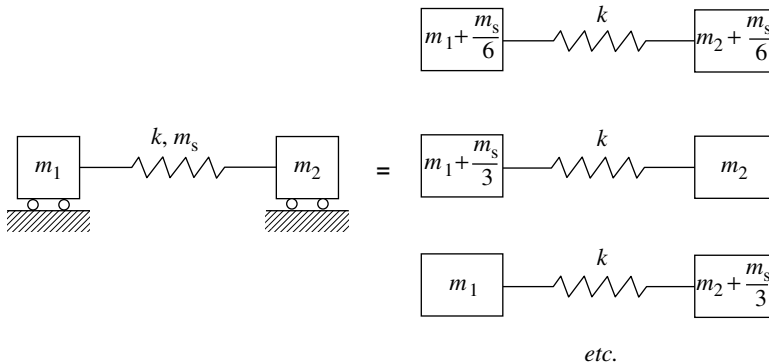 k
m₁ + mₛ/6
m₂ + mₛ/6
k, mₛ
m₁
m₂
=
k
m₁ + mₛ/3
m₂
k
m₁
m₂ + mₛ/3
etc.